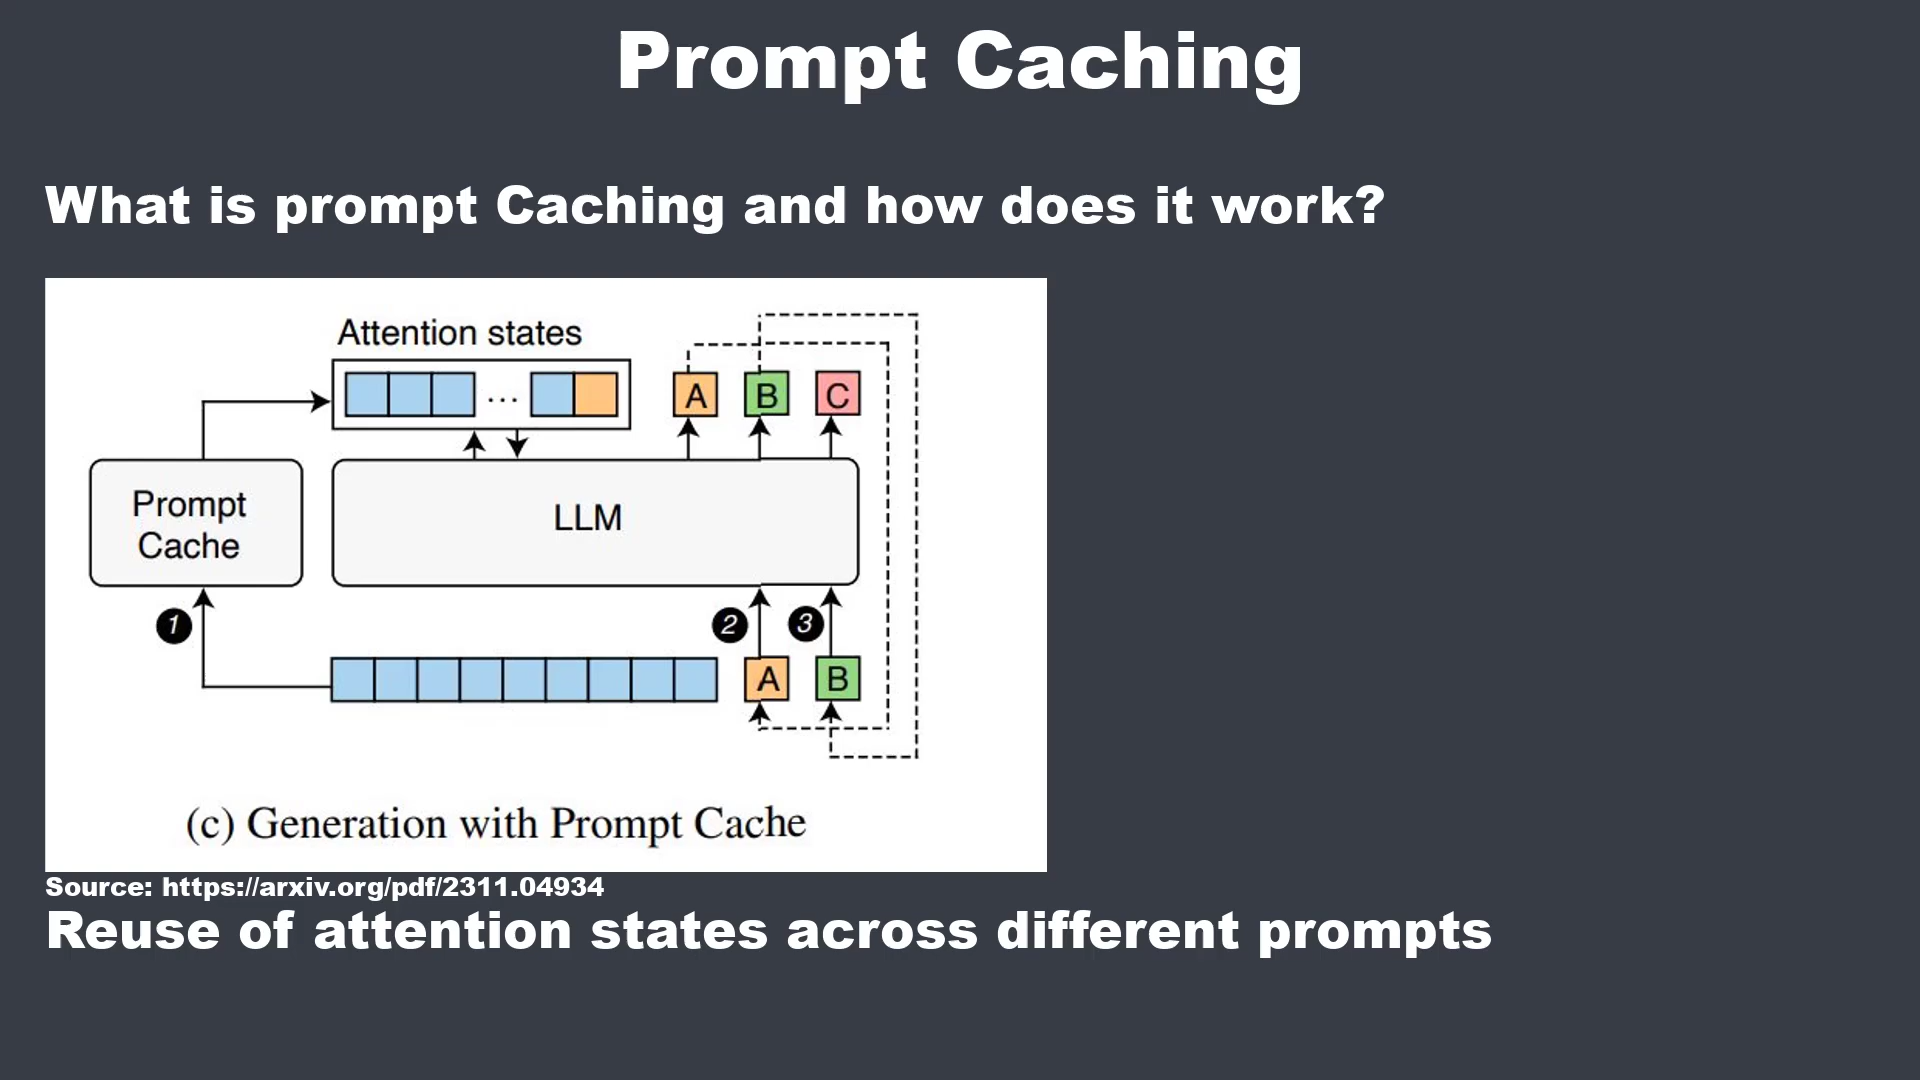 Prompt Caching
What is prompt Caching and how does it work?
Attention states
...
A B C
Prompt
Cache
LLM
1 2 3
A B
(c) Generation with Prompt Cache
Source: https://arxiv.org/pdf/2311.04934
Reuse of attention states across different prompts